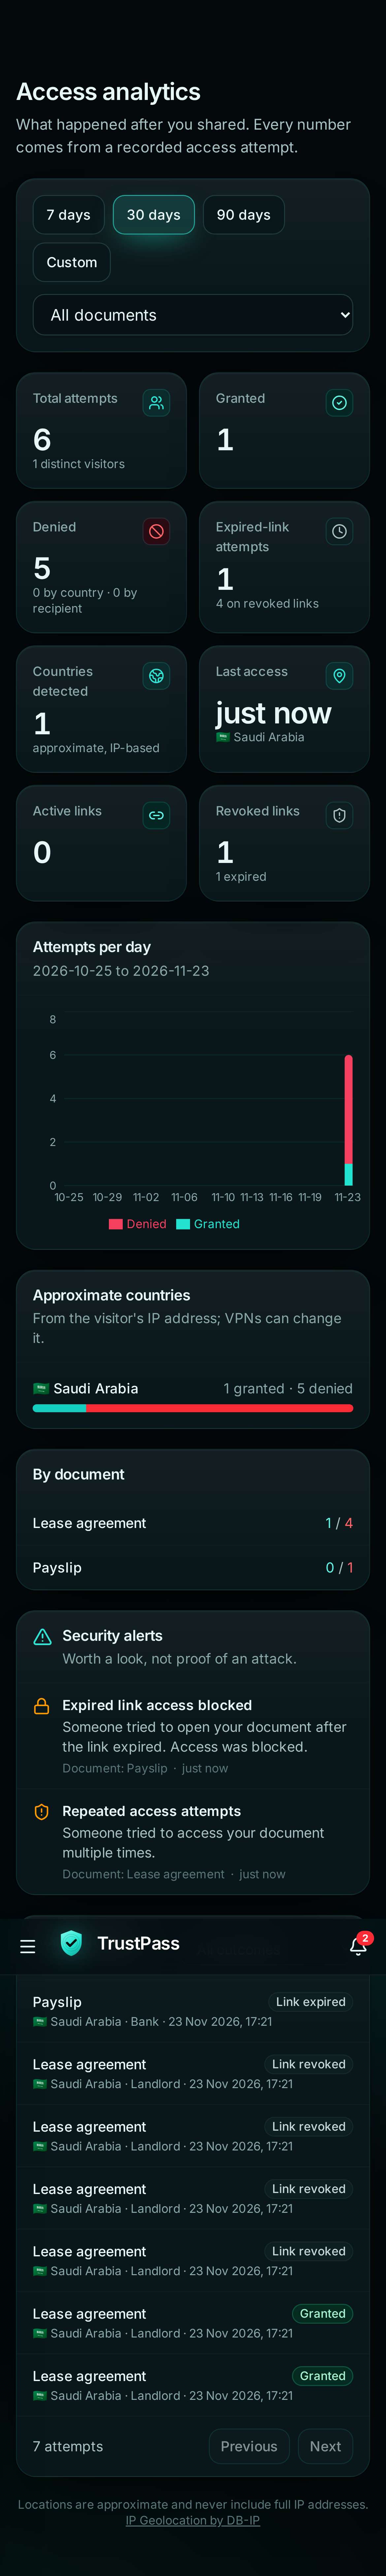 Access analytics
What happened after you shared. Every number
comes from a recorded access attempt.
7 days
30 days
90 days
Custom
All documents
Total attempts
6
1 distinct visitors
Granted
1
Denied
5
0 by country · 0 by
recipient
Expired-link
attempts
1
4 on revoked links
Countries
detected
1
approximate, IP-based
Last access
just now
Saudi Arabia
Active links
0
Revoked links
1
1 expired
Attempts per day
2026-10-25 to 2026-11-23
8
6
4
2
0
10-25 10-29 11-02 11-06 11-10 11-13 11-16 11-19 11-23
Denied Granted
Approximate countries
From the visitor's IP address; VPNs can change
it.
Saudi Arabia 1 granted · 5 denied
By document
Lease agreement 1 / 4
Payslip 0 / 1
Security alerts
Worth a look, not proof of an attack.
Expired link access blocked
Someone tried to open your document after
the link expired. Access was blocked.
Document: Payslip · just now
Repeated access attempts
Someone tried to access your document
multiple times.
Document: Lease agreement · just now
TrustPass 2
Payslip Link expired
Saudi Arabia · Bank · 23 Nov 2026, 17:21
Lease agreement Link revoked
Saudi Arabia · Landlord · 23 Nov 2026, 17:21
Lease agreement Link revoked
Saudi Arabia · Landlord · 23 Nov 2026, 17:21
Lease agreement Link revoked
Saudi Arabia · Landlord · 23 Nov 2026, 17:21
Lease agreement Link revoked
Saudi Arabia · Landlord · 23 Nov 2026, 17:21
Lease agreement Granted
Saudi Arabia · Landlord · 23 Nov 2026, 17:21
Lease agreement Granted
Saudi Arabia · Landlord · 23 Nov 2026, 17:21
7 attempts Previous Next
Locations are approximate and never include full IP addresses.
IP Geolocation by DB-IP